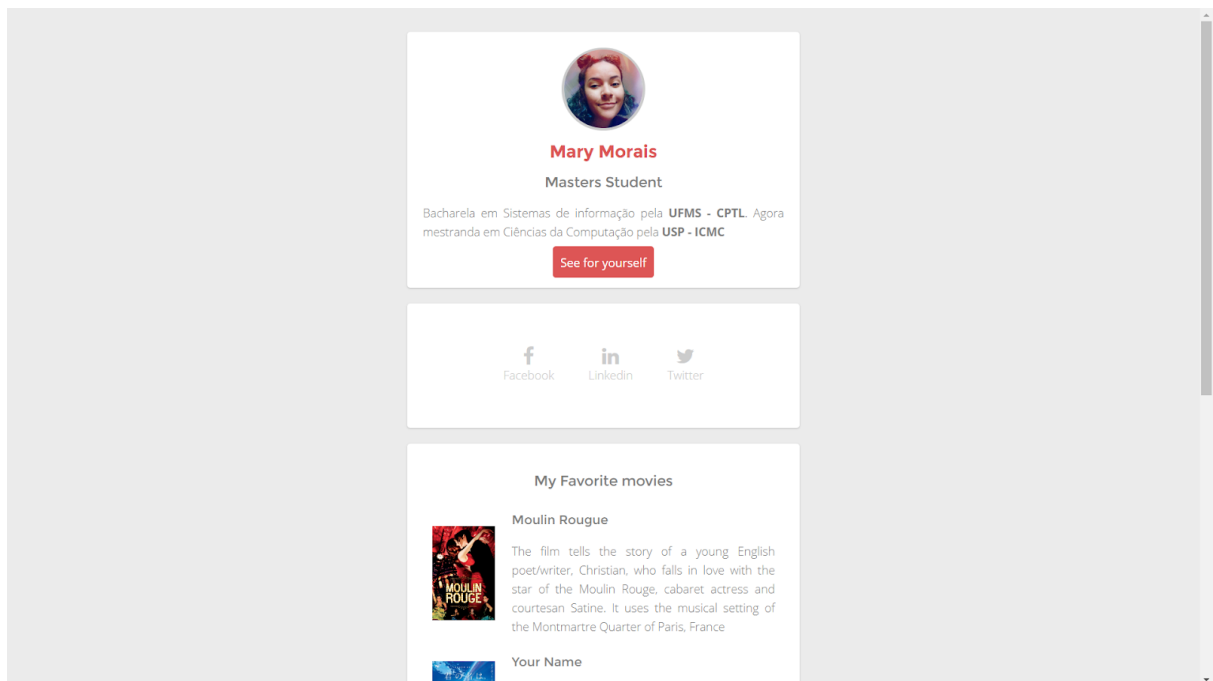 Mary Morais
Masters Student
Bacharela em Sistemas de informação pela UFMS - CPTL. Agora
mestranda em Ciências da Computação pela USP - ICMC
See for yourself
Facebook Linkedin Twitter
My Favorite movies
Moulin Rougue
MOULIN
ROUGE
The film tells the story of a young English
poet/writer, Christian, who falls in love with the
star of the Moulin Rouge, cabaret actress and
courtesan Satine. It uses the musical setting of
the Montmartre Quarter of Paris, France
Your Name